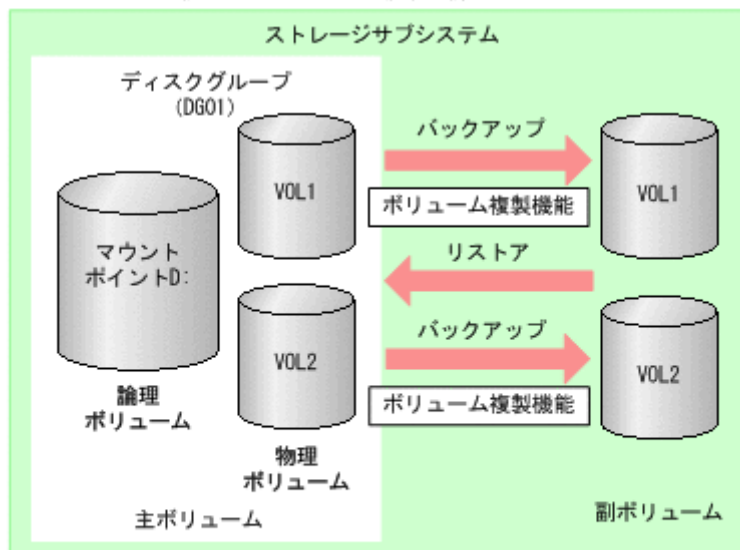 ストレージサブシステム
ディスクグループ
(DG01)
バックアップ
VOL1
VOL1
ボリューム複製機能
マウント
ポイントD:
リストア
バックアップ
VOL2
VOL2
ボリューム複製機能
論理
ボリューム
物理
ボリューム
主ボリューム
副ボリューム